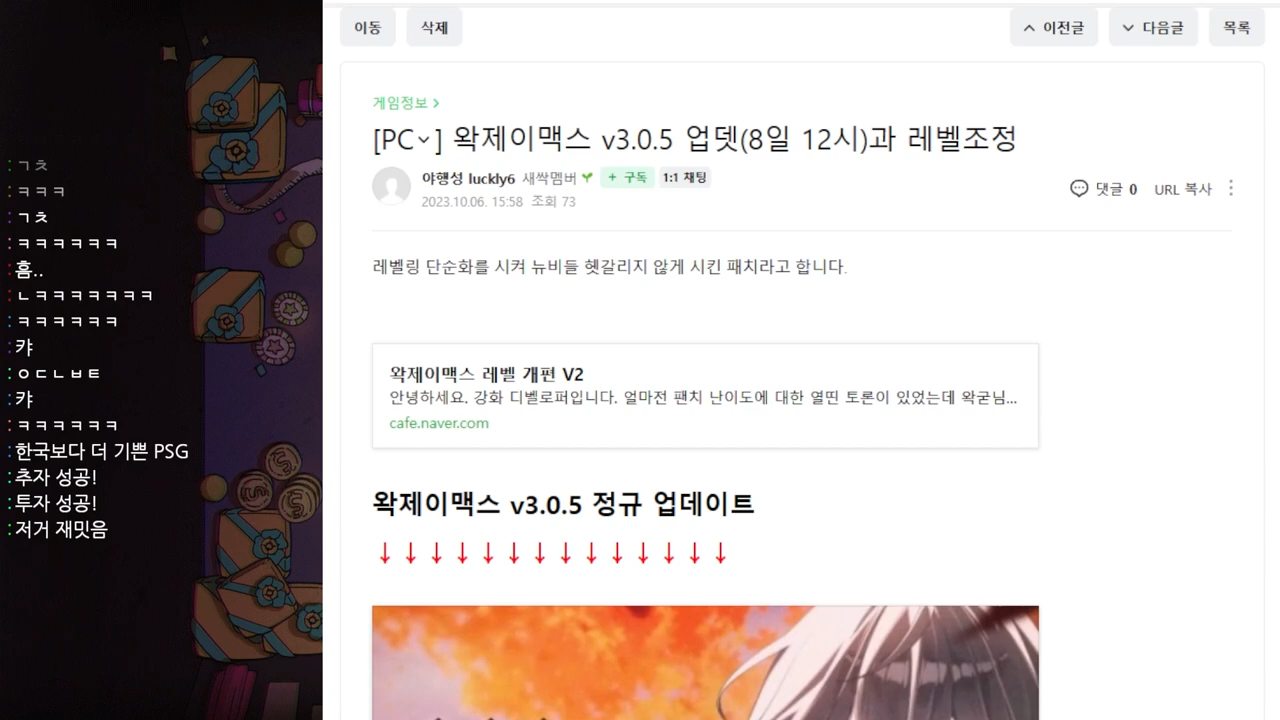 ㄱㅊ
ㅋㅋㅋ
ㄱㅊ
ㅋㅋㅋㅋㅋㅋ
흠..
ㄴㅋㅋㅋㅋㅋㅋㅋ
ㅋㅋㅋㅋㅋㅋ
캬
ㅇㄷㄴㅂㅌ
캬
ㅋㅋㅋㅋㅋㅋ
한국보다 더 기쁜 PSG
추자 성공!
투자 성공!
저거 재밋음
이동 삭제 이전글 다음글 목록
게임정보 >
[PC] 왁제이맥스 v3.0.5 업뎃(8일 12시)과 레벨조정
야행성 luckly6 새싹멤버 + 구독 1:1 채팅
2023.10.06. 15:58 조회 73
댓글 0 URL 복사
레벨링 단순화를 시켜 뉴비들 헷갈리지 않게 시킨 패치라고 합니다.
왁제이맥스 레벨 개편 V2
안녕하세요. 강화 디벨로퍼입니다. 얼마전 팬치 난이도에 대한 열띤 토론이 있었는데 왁굳님...
cafe.naver.com
왁제이맥스 v3.0.5 정규 업데이트
↓↓↓↓↓↓↓↓↓↓↓↓↓↓